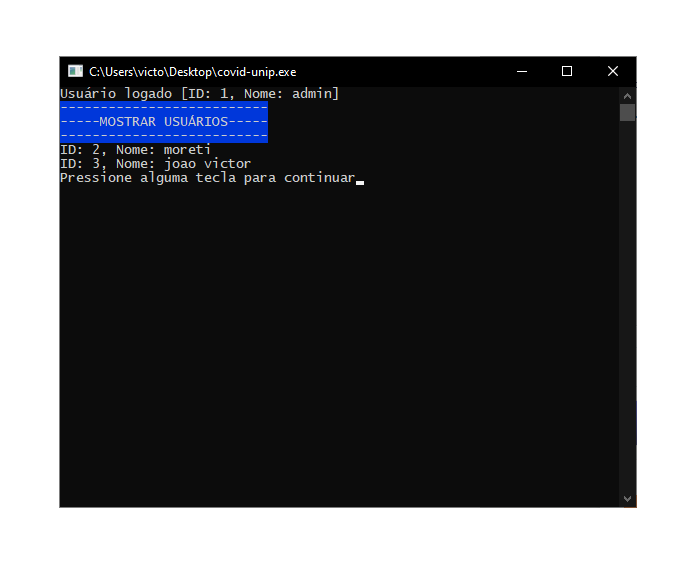 C:\Users\victo\Desktop\covid-unip.exe
Usuário logado [ID: 1, Nome: admin]
--------------------------
-----MOSTRAR USUÁRIOS-----
--------------------------
ID: 2, Nome: moreti
ID: 3, Nome: joao victor
Pressione alguma tecla para continuar